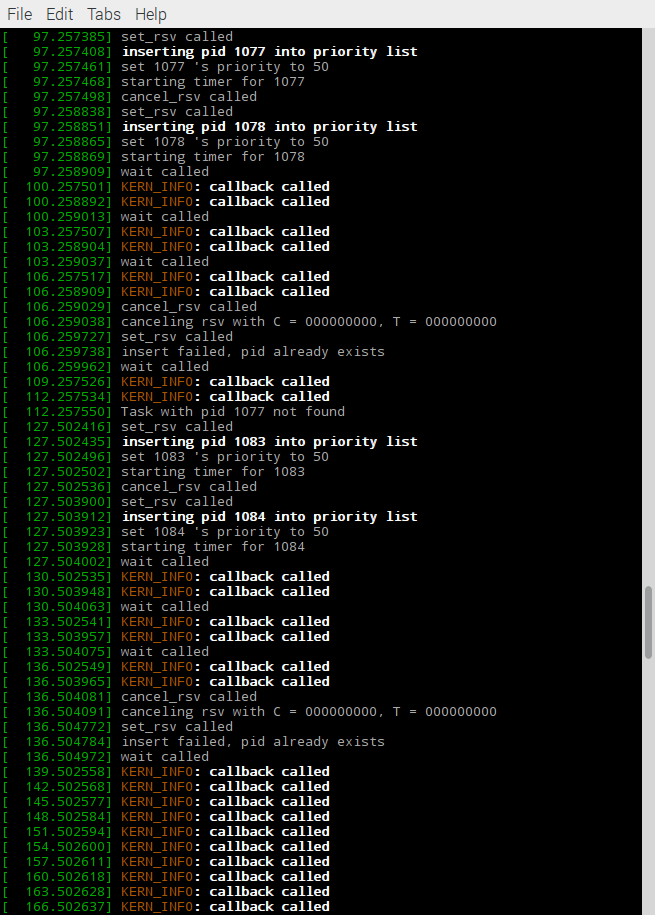 File Edit Tabs Help
[   97.257385] set_rsv called
[   97.257408] inserting pid 1077 into priority list
[   97.257461] set 1077 's priority to 50
[   97.257468] starting timer for 1077
[   97.257498] cancel_rsv called
[   97.258838] set_rsv called
[   97.258851] inserting pid 1078 into priority list
[   97.258865] set 1078 's priority to 50
[   97.258869] starting timer for 1078
[   97.258909] wait called
[  100.257501] KERN_INFO: callback called
[  100.258892] KERN_INFO: callback called
[  100.259013] wait called
[  103.257507] KERN_INFO: callback called
[  103.258904] KERN_INFO: callback called
[  103.259037] wait called
[  106.257517] KERN_INFO: callback called
[  106.258909] KERN_INFO: callback called
[  106.259029] cancel_rsv called
[  106.259038] canceling rsv with C = 000000000, T = 000000000
[  106.259727] set_rsv called
[  106.259738] insert failed, pid already exists
[  106.259962] wait called
[  109.257526] KERN_INFO: callback called
[  112.257534] KERN_INFO: callback called
[  112.257550] Task with pid 1077 not found
[  127.502416] set_rsv called
[  127.502435] inserting pid 1083 into priority list
[  127.502496] set 1083 's priority to 50
[  127.502502] starting timer for 1083
[  127.502536] cancel_rsv called
[  127.503900] set_rsv called
[  127.503912] inserting pid 1084 into priority list
[  127.503923] set 1084 's priority to 50
[  127.503928] starting timer for 1084
[  127.504002] wait called
[  130.502535] KERN_INFO: callback called
[  130.503948] KERN_INFO: callback called
[  130.504063] wait called
[  133.502541] KERN_INFO: callback called
[  133.503957] KERN_INFO: callback called
[  133.504075] wait called
[  136.502549] KERN_INFO: callback called
[  136.503965] KERN_INFO: callback called
[  136.504081] cancel_rsv called
[  136.504091] canceling rsv with C = 000000000, T = 000000000
[  136.504772] set_rsv called
[  136.504784] insert failed, pid already exists
[  136.504972] wait called
[  139.502558] KERN_INFO: callback called
[  142.502568] KERN_INFO: callback called
[  145.502577] KERN_INFO: callback called
[  148.502584] KERN_INFO: callback called
[  151.502594] KERN_INFO: callback called
[  154.502600] KERN_INFO: callback called
[  157.502611] KERN_INFO: callback called
[  160.502618] KERN_INFO: callback called
[  163.502628] KERN_INFO: callback called
[  166.502637] KERN_INFO: callback called